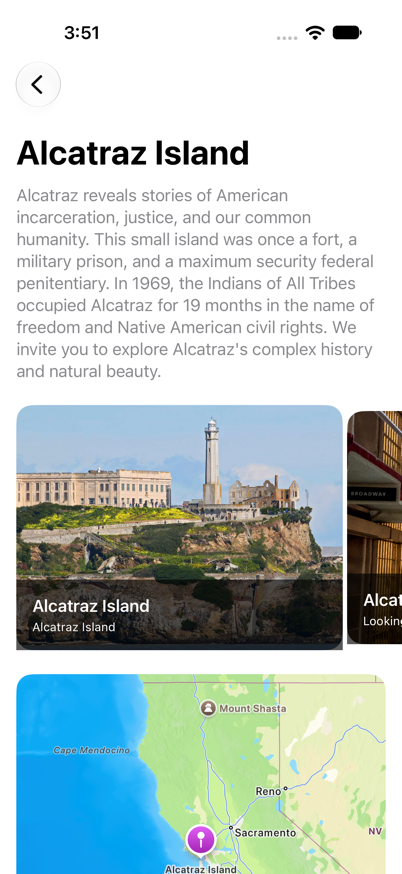 3:51
Alcatraz Island
Alcatraz reveals stories of American
incarceration, justice, and our common
humanity. This small island was once a fort, a
military prison, and a maximum security federal
penitentiary. In 1969, the Indians of All Tribes
occupied Alcatraz for 19 months in the name of
freedom and Native American civil rights. We
invite you to explore Alcatraz's complex history
and natural beauty.
BROADWAY
Alcatraz Island
Alcatraz Island
Alcat
Looking
Mount Shasta
Cape Mendocino
Reno
Sacramento
NV
Alcatraz Island